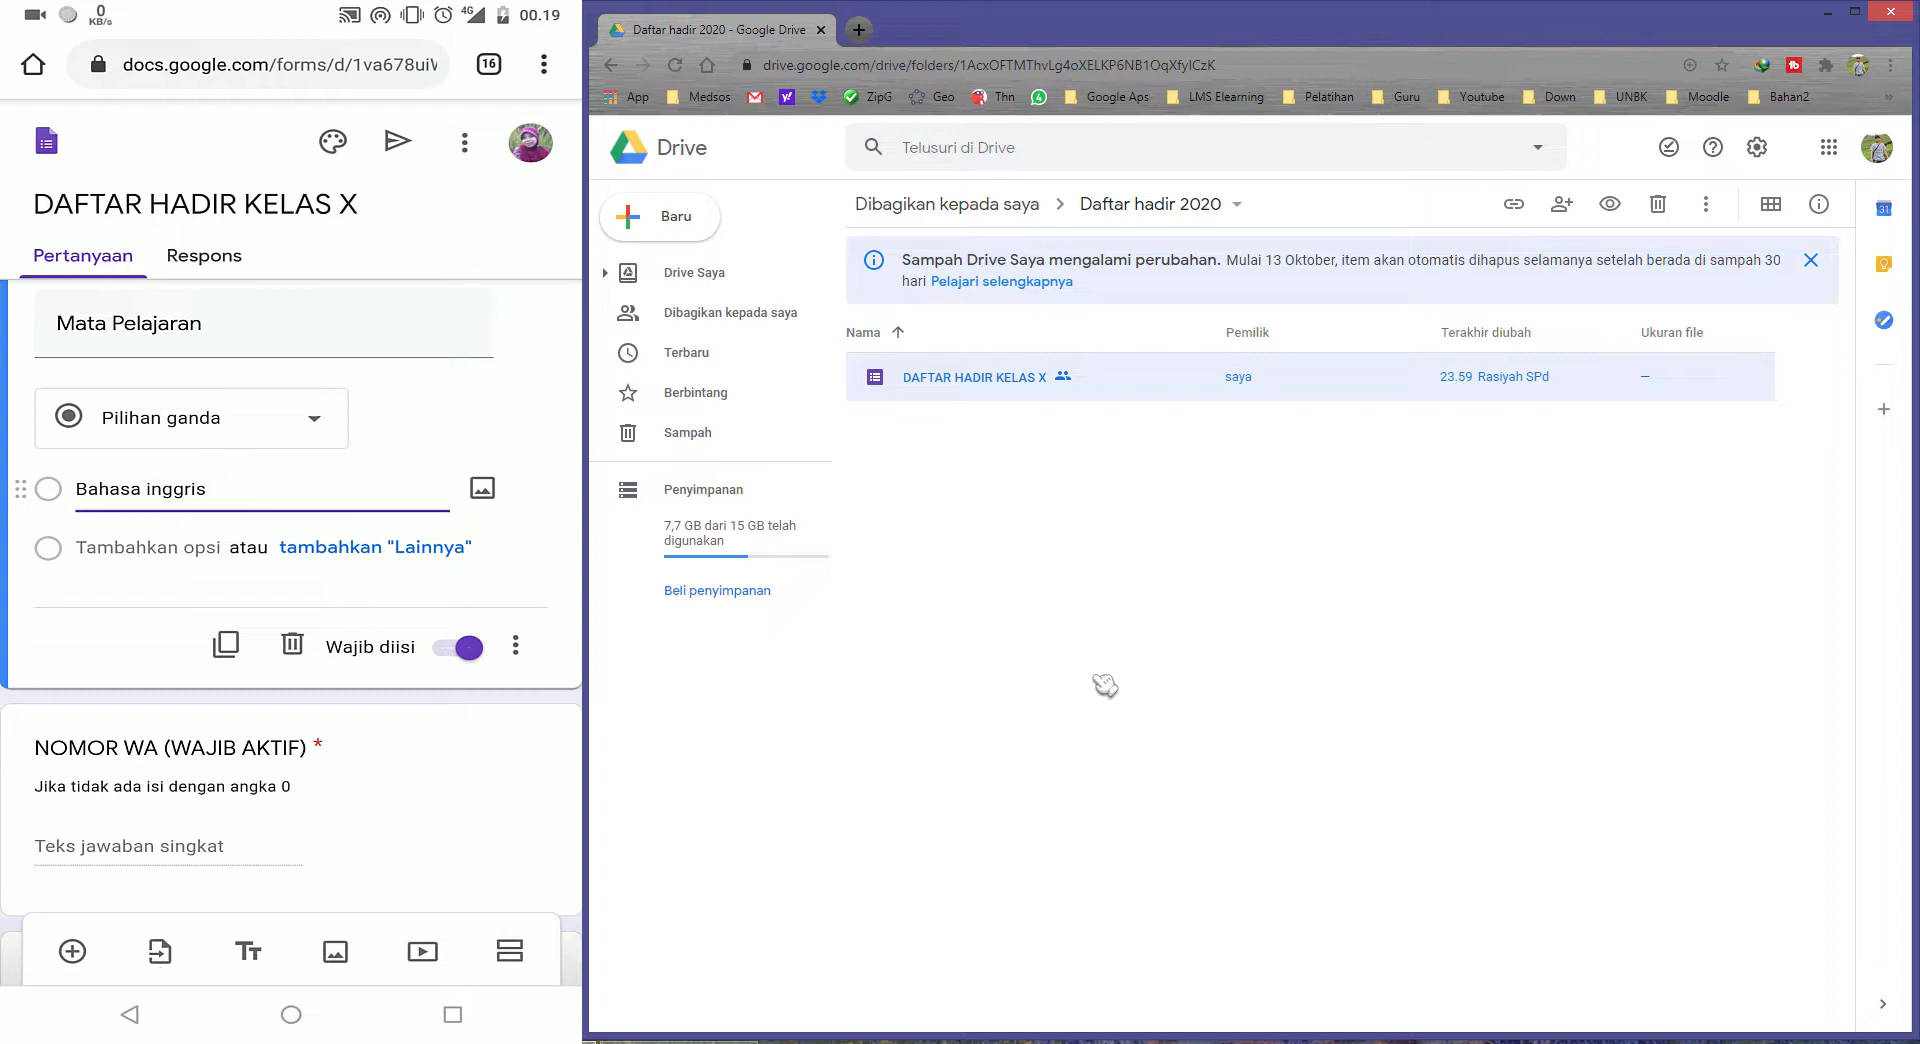 0
KB/s
4G
00.19
docs.google.com/forms/d/1va678uiV
16
DAFTAR HADIR KELAS X
Pertanyaan
Respons
Mata Pelajaran
Pilihan ganda
Bahasa inggris
Tambahkan opsi atau tambahkan "Lainnya"
Wajib diisi
NOMOR WA (WAJIB AKTIF) *
Jika tidak ada isi dengan angka 0
Teks jawaban singkat
Tт
Daftar hadir 2020 - Google Drive
drive.google.com/drive/folders/1AcxOFTMThvLg4oXELKP6NB1OqXfyICzK
App
Medsos
ZipG
Geo
Thn
4
Google Aps
LMS Elearning
Pelatihan
Guru
Youtube
Down
UNBK
Moodle
Bahan2
Drive
Telusuri di Drive
Baru
Drive Saya
Dibagikan kepada saya
Terbaru
Berbintang
Sampah
Penyimpanan
7,7 GB dari 15 GB telah
digunakan
Beli penyimpanan
Dibagikan kepada saya > Daftar hadir 2020
Sampah Drive Saya mengalami perubahan. Mulai 13 Oktober, item akan otomatis dihapus selamanya setelah berada di sampah 30
hari Pelajari selengkapnya
Nama
Pemilik
Terakhir diubah
Ukuran file
DAFTAR HADIR KELAS X
saya
23.59 Rasiyah SPd
—
31